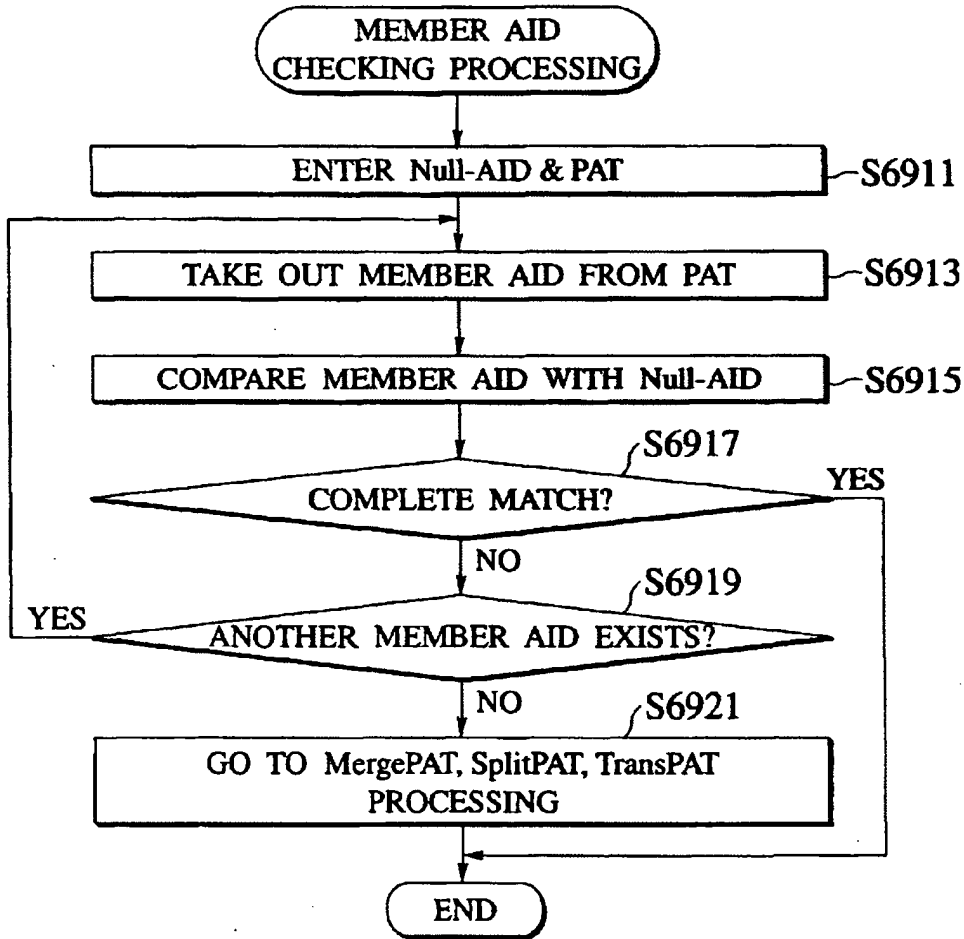 MEMBER AID
CHECKING PROCESSING
ENTER Null-AID & PAT
S6911
TAKE OUT MEMBER AID FROM PAT
S6913
COMPARE MEMBER AID WITH Null-AID
S6915
S6917
COMPLETE MATCH?
YES
NO
S6919
YES
ANOTHER MEMBER AID EXISTS?
NO
S6921
GO TO MergePAT, SplitPAT, TransPAT
PROCESSING
END